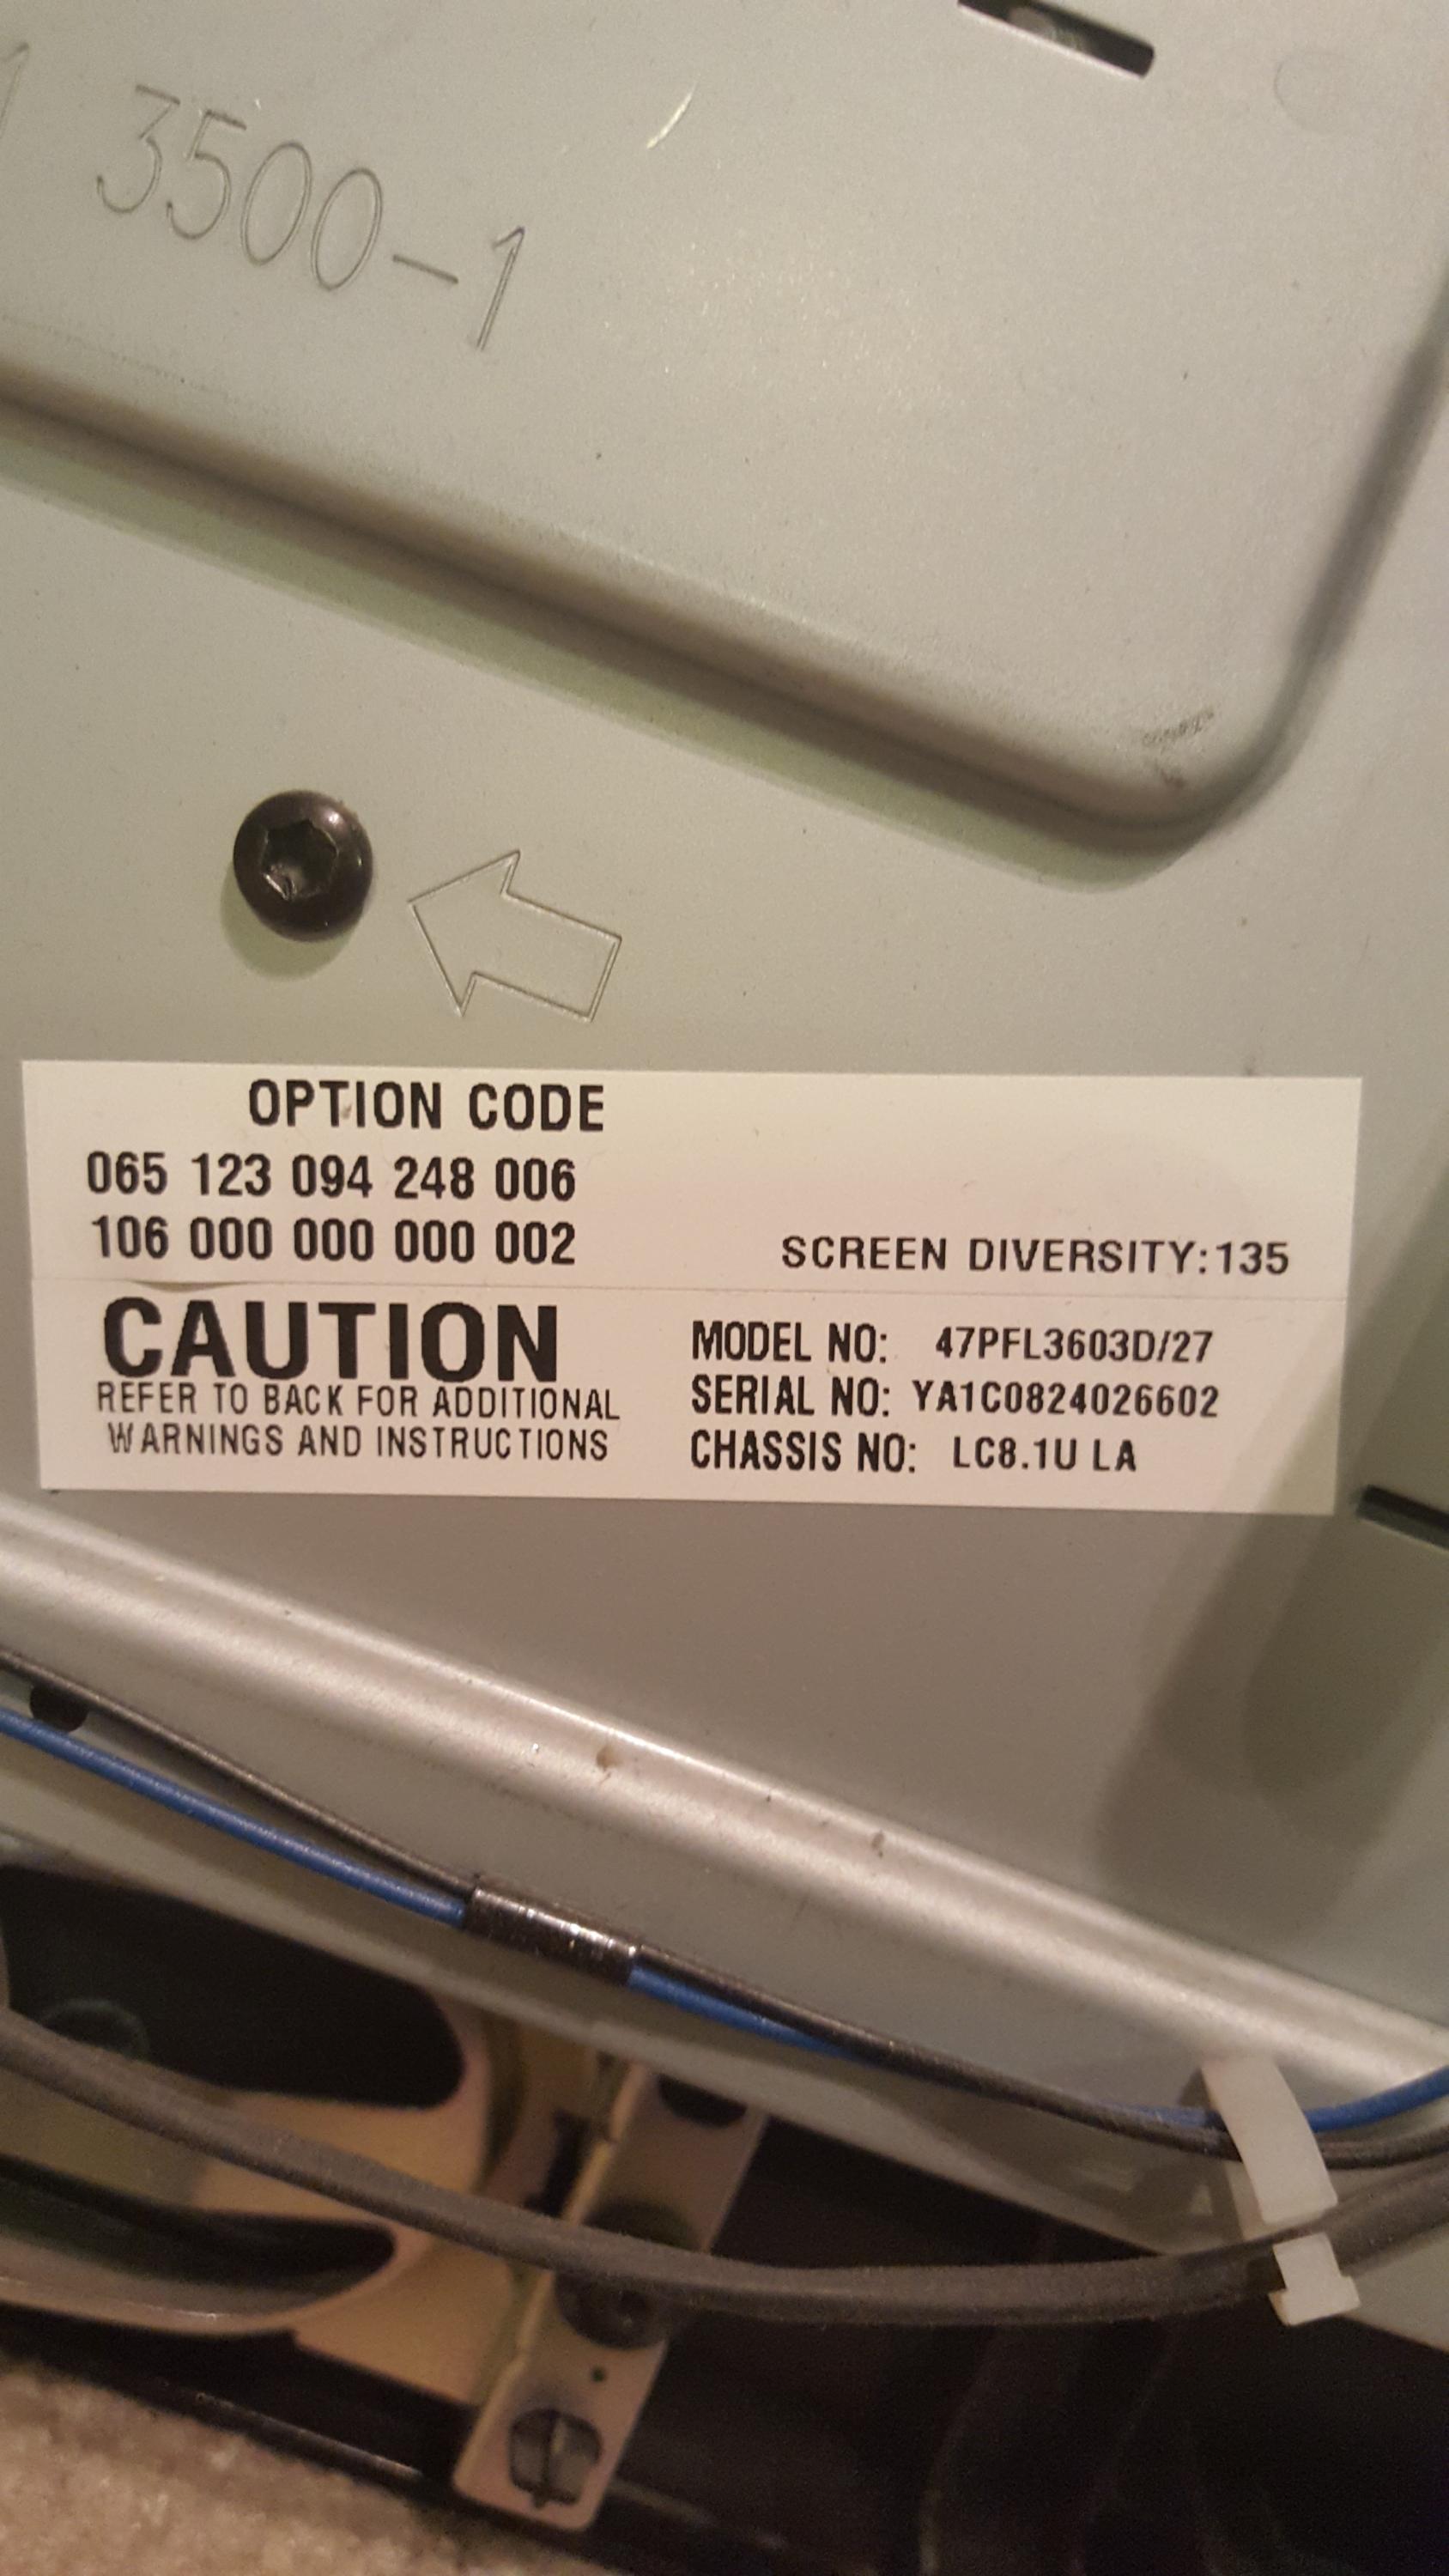 1 3500-1
OPTION CODE
065 123 094 248 006
106 000 000 000 002
SCREEN DIVERSITY:135
CAUTION
REFER TO BACK FOR ADDITIONAL
WARNINGS AND INSTRUCTIONS
MODEL NO: 47PFL3603D/27
SERIAL NO: YA1C0824026602
CHASSIS NO: LC8.1U LA